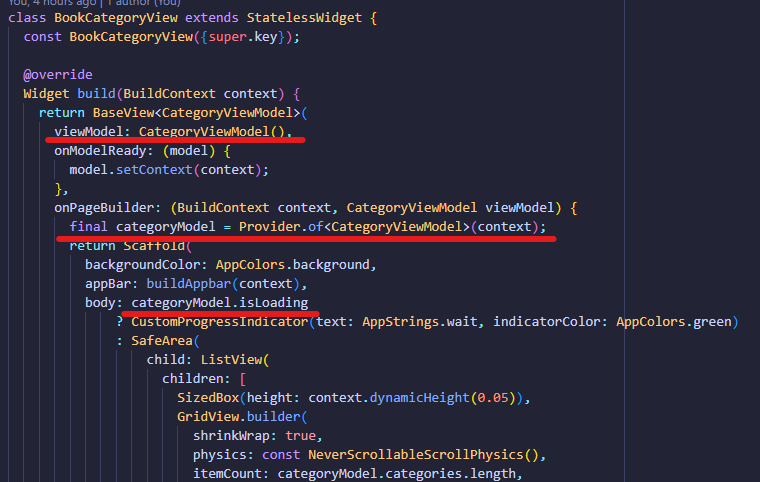 You, 4 hours ago | 1 author (You)
class BookCategoryView extends StatelessWidget {
const BookCategoryView({super.key});
@override
Widget build(BuildContext context) {
return BaseView<CategoryViewModel>(
viewModel: CategoryViewModel(),
onModelReady: (model) {
model.setContext(context);
},
onPageBuilder: (BuildContext context, CategoryViewModel viewModel) {
final categoryModel = Provider.of<CategoryViewModel>(context);
return Scaffold(
backgroundColor: AppColors.background,
appBar: buildAppbar(context),
body: categoryModel.isLoading
? CustomProgressIndicator(text: AppStrings.wait, indicatorColor: AppColors.green)
: SafeArea(
child: ListView(
children: [
SizedBox(height: context.dynamicHeight(0.05)),
GridView.builder(
shrinkWrap: true,
physics: const NeverScrollableScrollPhysics(),
itemCount: categoryModel.categories.length,